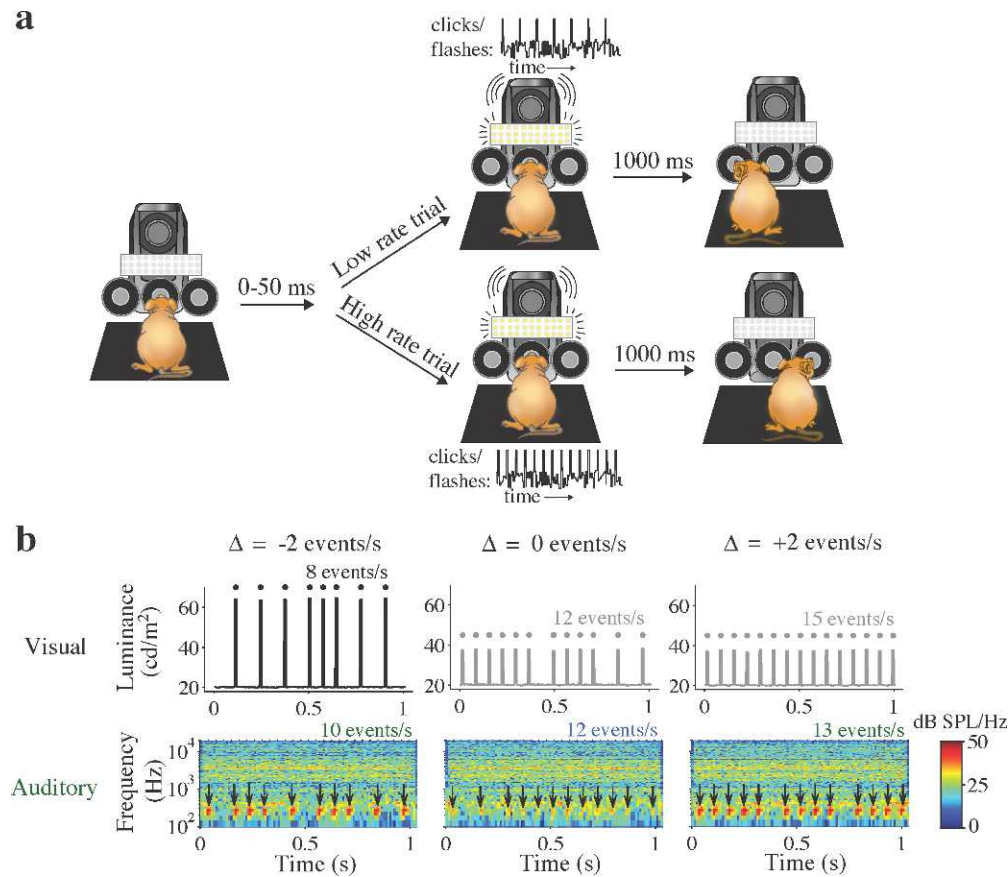 a
clicks/
flashes:
time
0-50 ms
Low rate trial
1000 ms
High rate trial
1000 ms
clicks/
flashes:
time
b
Δ = -2 events/s
Δ = 0 events/s
Δ = +2 events/s
Visual
Luminance
(cd/m²)
60
40
20
8 events/s
0
0.5
1
60
40
20
12 events/s
0
0.5
1
60
40
20
15 events/s
0
0.5
1
Auditory
Frequency
(Hz)
10⁴
10³
10²
10 events/s
0
0.5
1
Time (s)
12 events/s
0
0.5
1
Time (s)
13 events/s
0
0.5
1
Time (s)
dB SPL/Hz
50
25
0